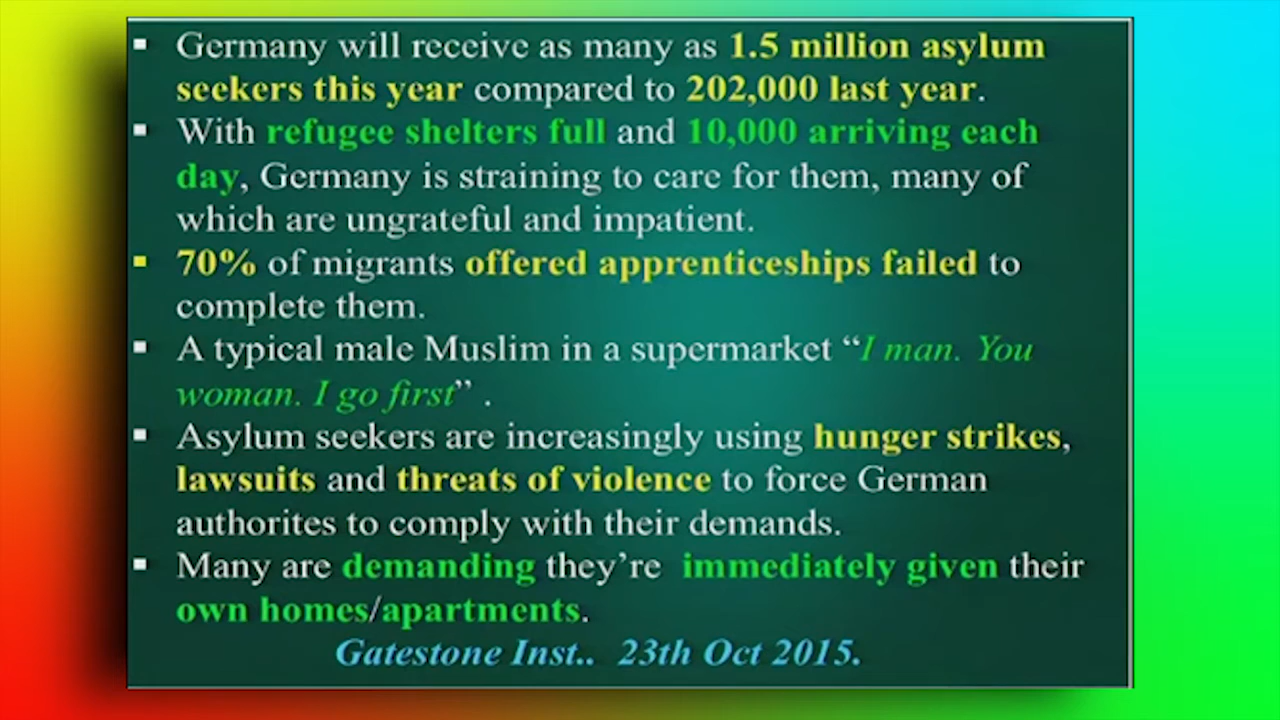 ▪ Germany will receive as many as 1.5 million asylum
seekers this year compared to 202,000 last year.
▪ With refugee shelters full and 10,000 arriving each
day, Germany is straining to care for them, many of
which are ungrateful and impatient.
▪ 70% of migrants offered apprenticeships failed to
complete them.
▪ A typical male Muslim in a supermarket “I man. You
woman. I go first” .
▪ Asylum seekers are increasingly using hunger strikes,
lawsuits and threats of violence to force German
authorites to comply with their demands.
▪ Many are demanding they’re immediately given their
own homes/apartments.
Gatestone Inst.. 23th Oct 2015.